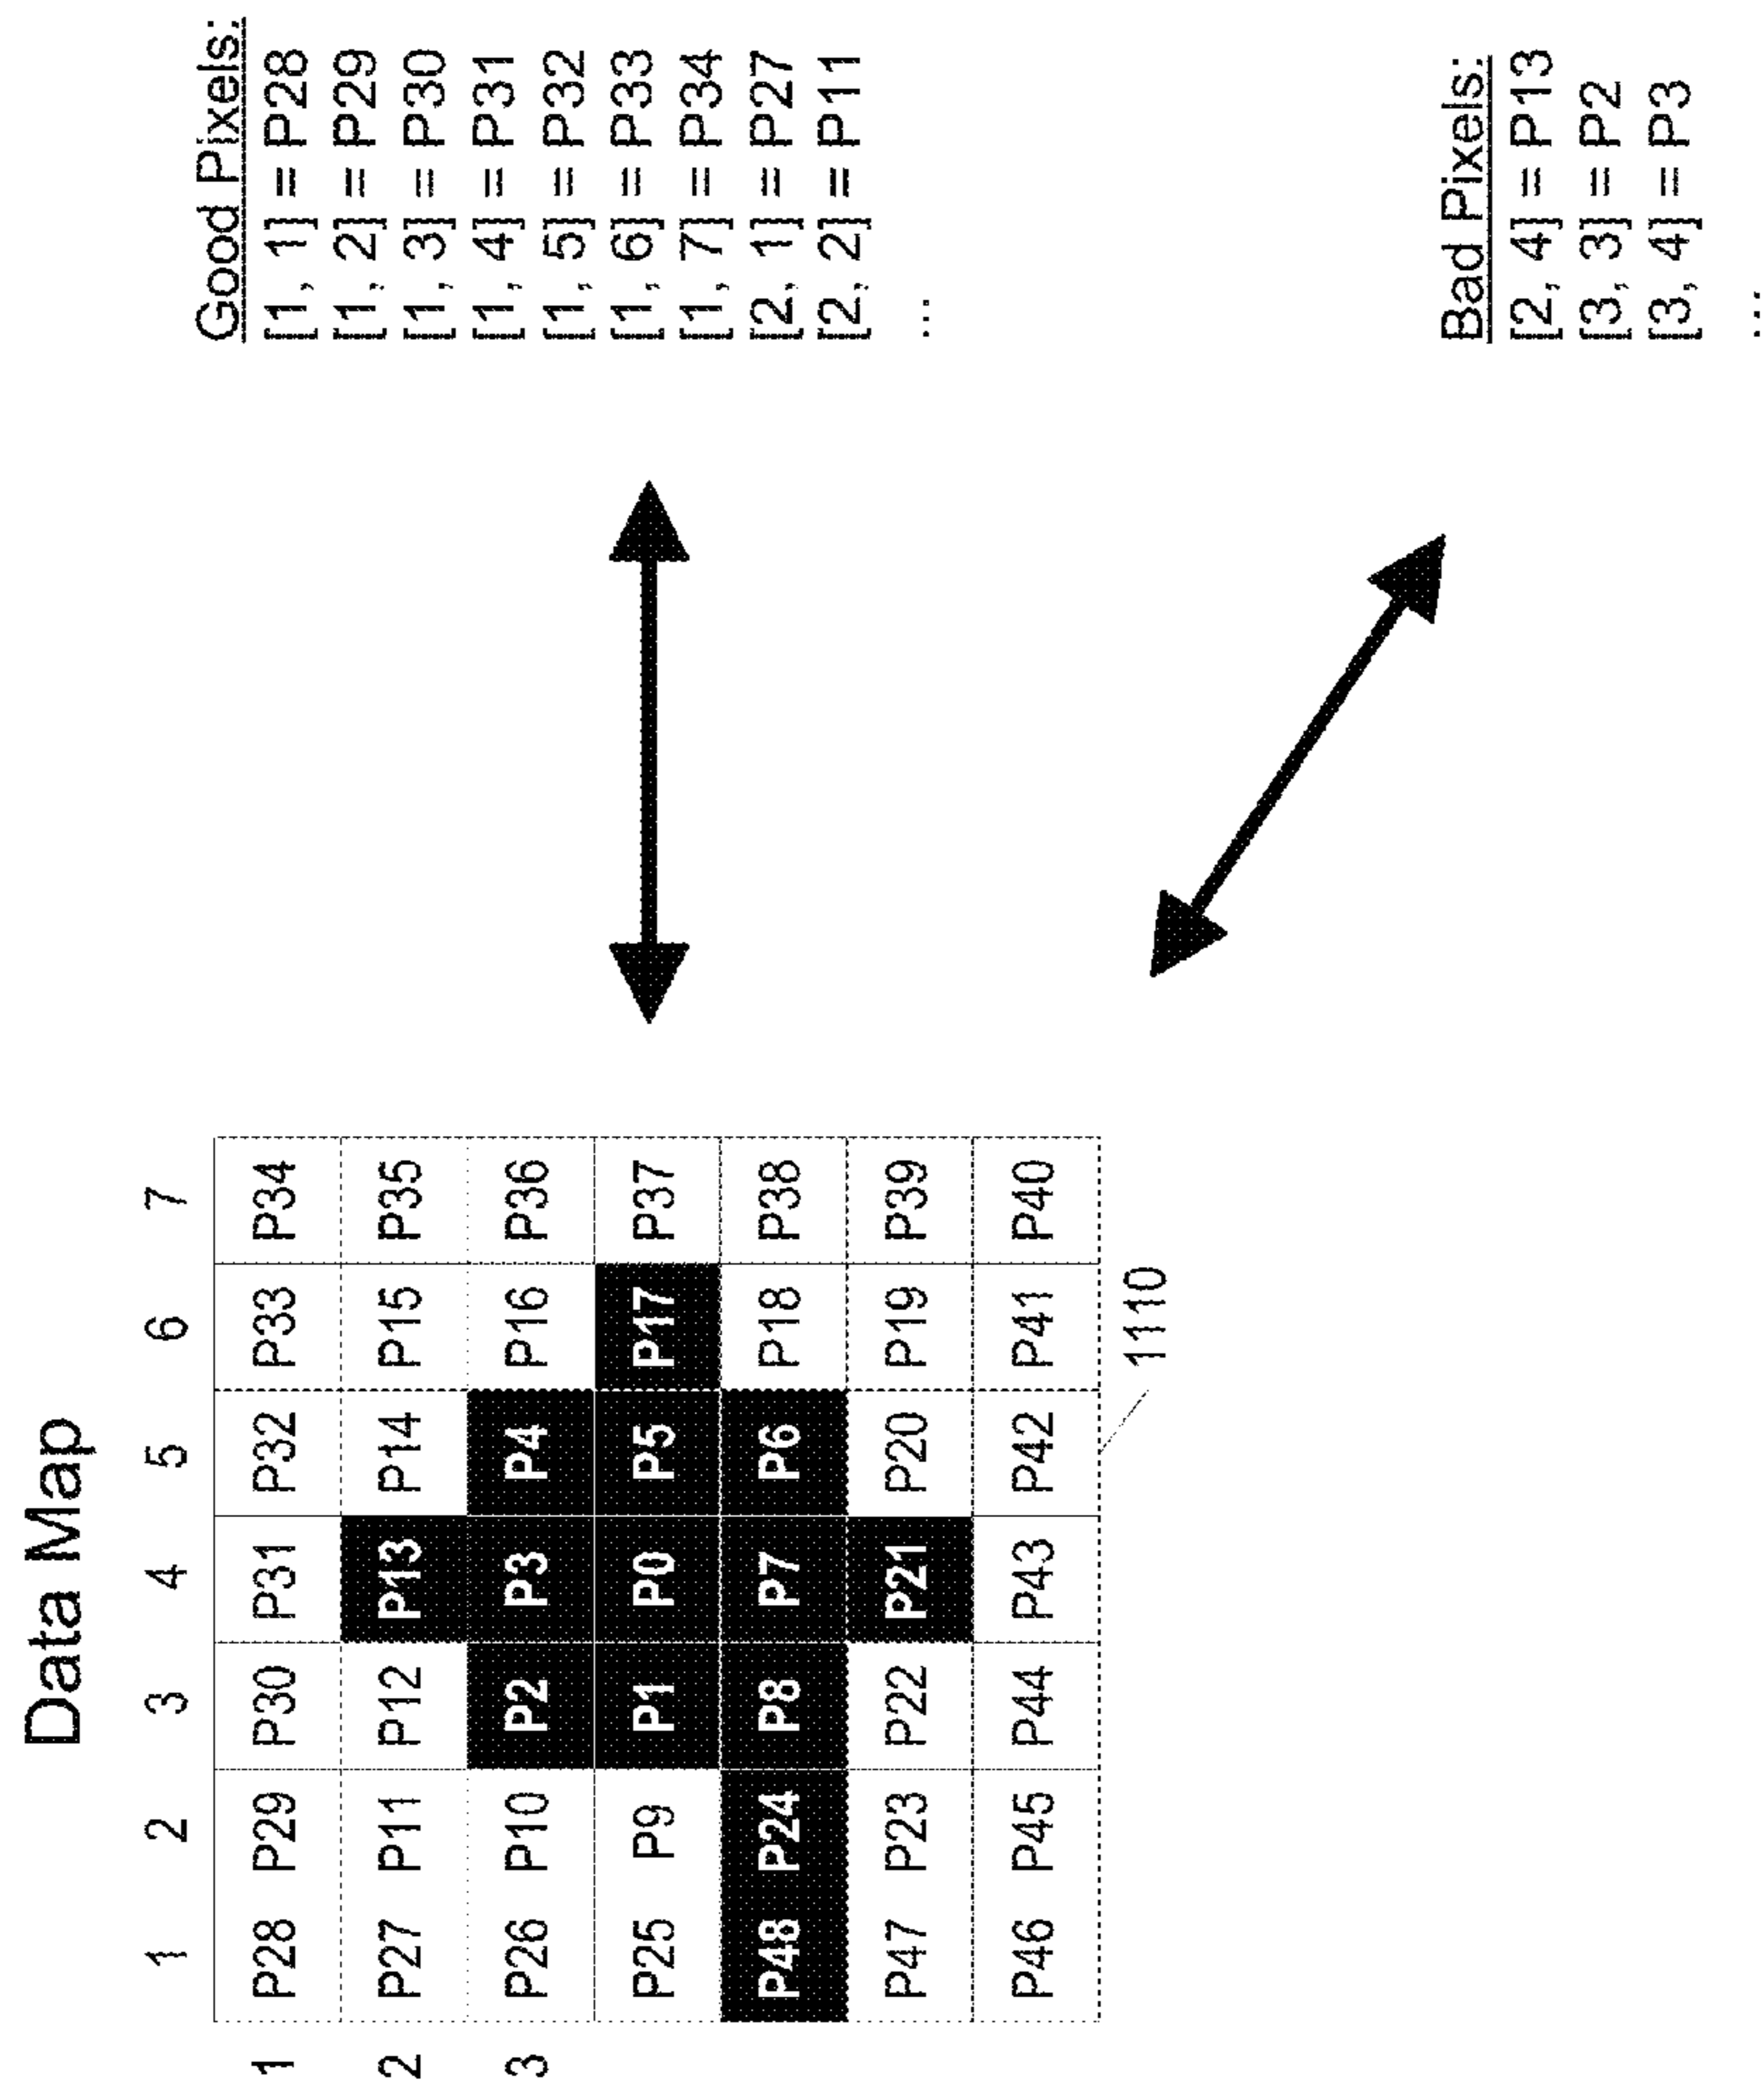 Data Map
1 2 3 4 5 6 7
1 P28 P29 P30 P31 P32 P33 P34
2 P27 P11 P12 P13 P14 P15 P35
3 P26 P10 P2 P3 P4 P16 P36
P25 P9 P1 P0 P5 P17 P37
P48 P24 P8 P7 P6 P18 P38
P47 P23 P22 P21 P20 P19 P39
P46 P45 P44 P43 P42 P41 P40
1110
Good Pixels:
[1, 1] = P28
[1, 2] = P29
[1, 3] = P30
[1, 4] = P31
[1, 5] = P32
[1, 6] = P33
[1, 7] = P34
[2, 1] = P27
[2, 2] = P11
...
Bad Pixels:
[2, 4] = P13
[3, 3] = P2
[3, 4] = P3
...